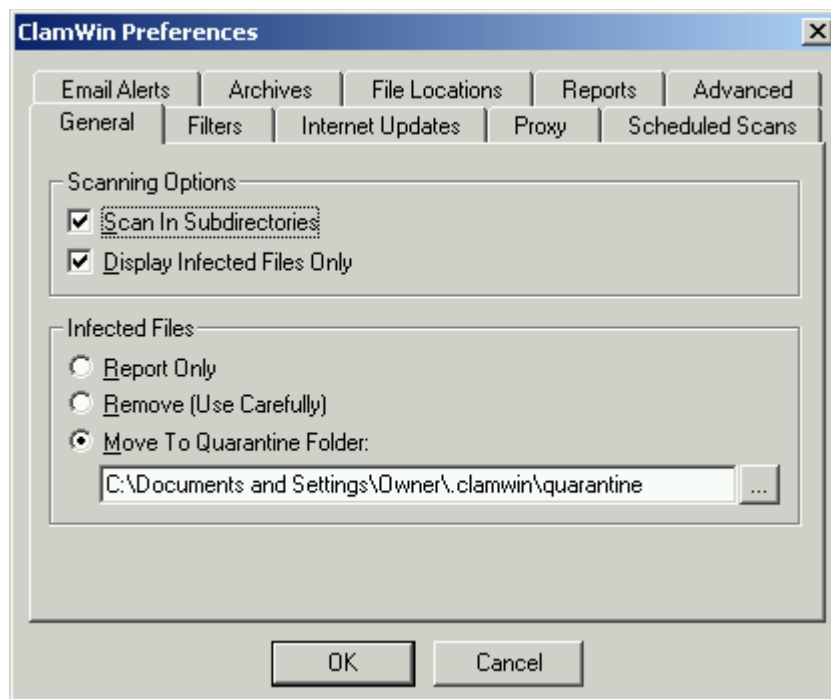 ClamWin Preferences
Email Alerts Archives File Locations Reports Advanced
General Filters Internet Updates Proxy Scheduled Scans
Scanning Options
Scan In Subdirectories
Display Infected Files Only
Infected Files
Report Only
Remove (Use Carefully)
Move To Quarantine Folder:
C:\Documents and Settings\Owner\.clamwin\quarantine ...
OK Cancel